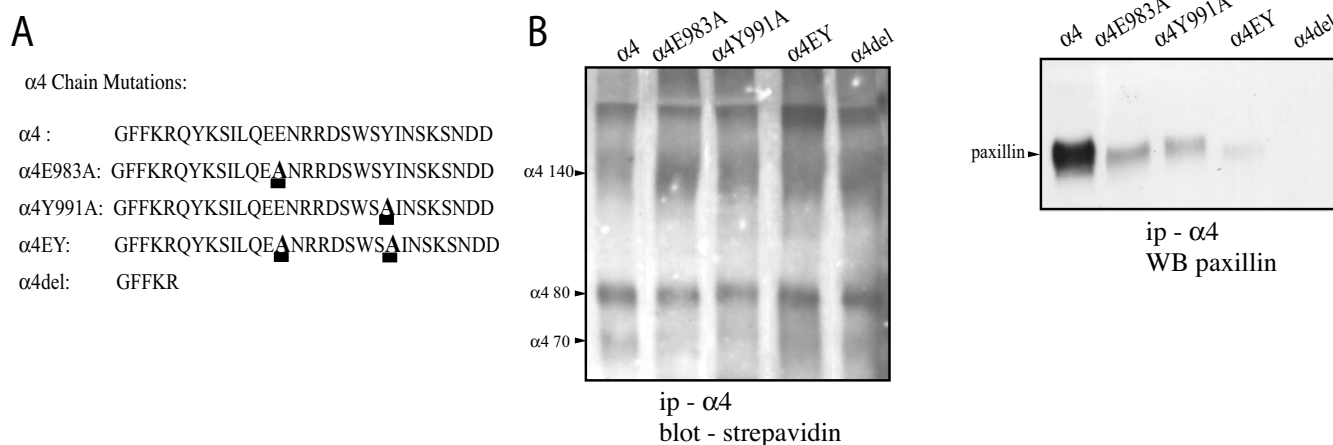 A
α4 Chain Mutations:
α4 : GFFKRQYKSILQEENRRDSWSYINSKSNDD
α4E983A: GFFKRQYKSILQEANRRDSWSYINSKSNDD
α4Y991A: GFFKRQYKSILQEENRRDSWSAINSKSNDD
α4EY: GFFKRQYKSILQEANRRDSWSAINSKSNDD
α4del: GFFKR
B
α4 α4E983A α4Y991A α4EY α4del
α4 140
α4 80
α4 70
ip - α4
blot - strepavidin
α4 α4E983A α4Y991A α4EY α4del
paxillin
ip - α4
WB paxillin